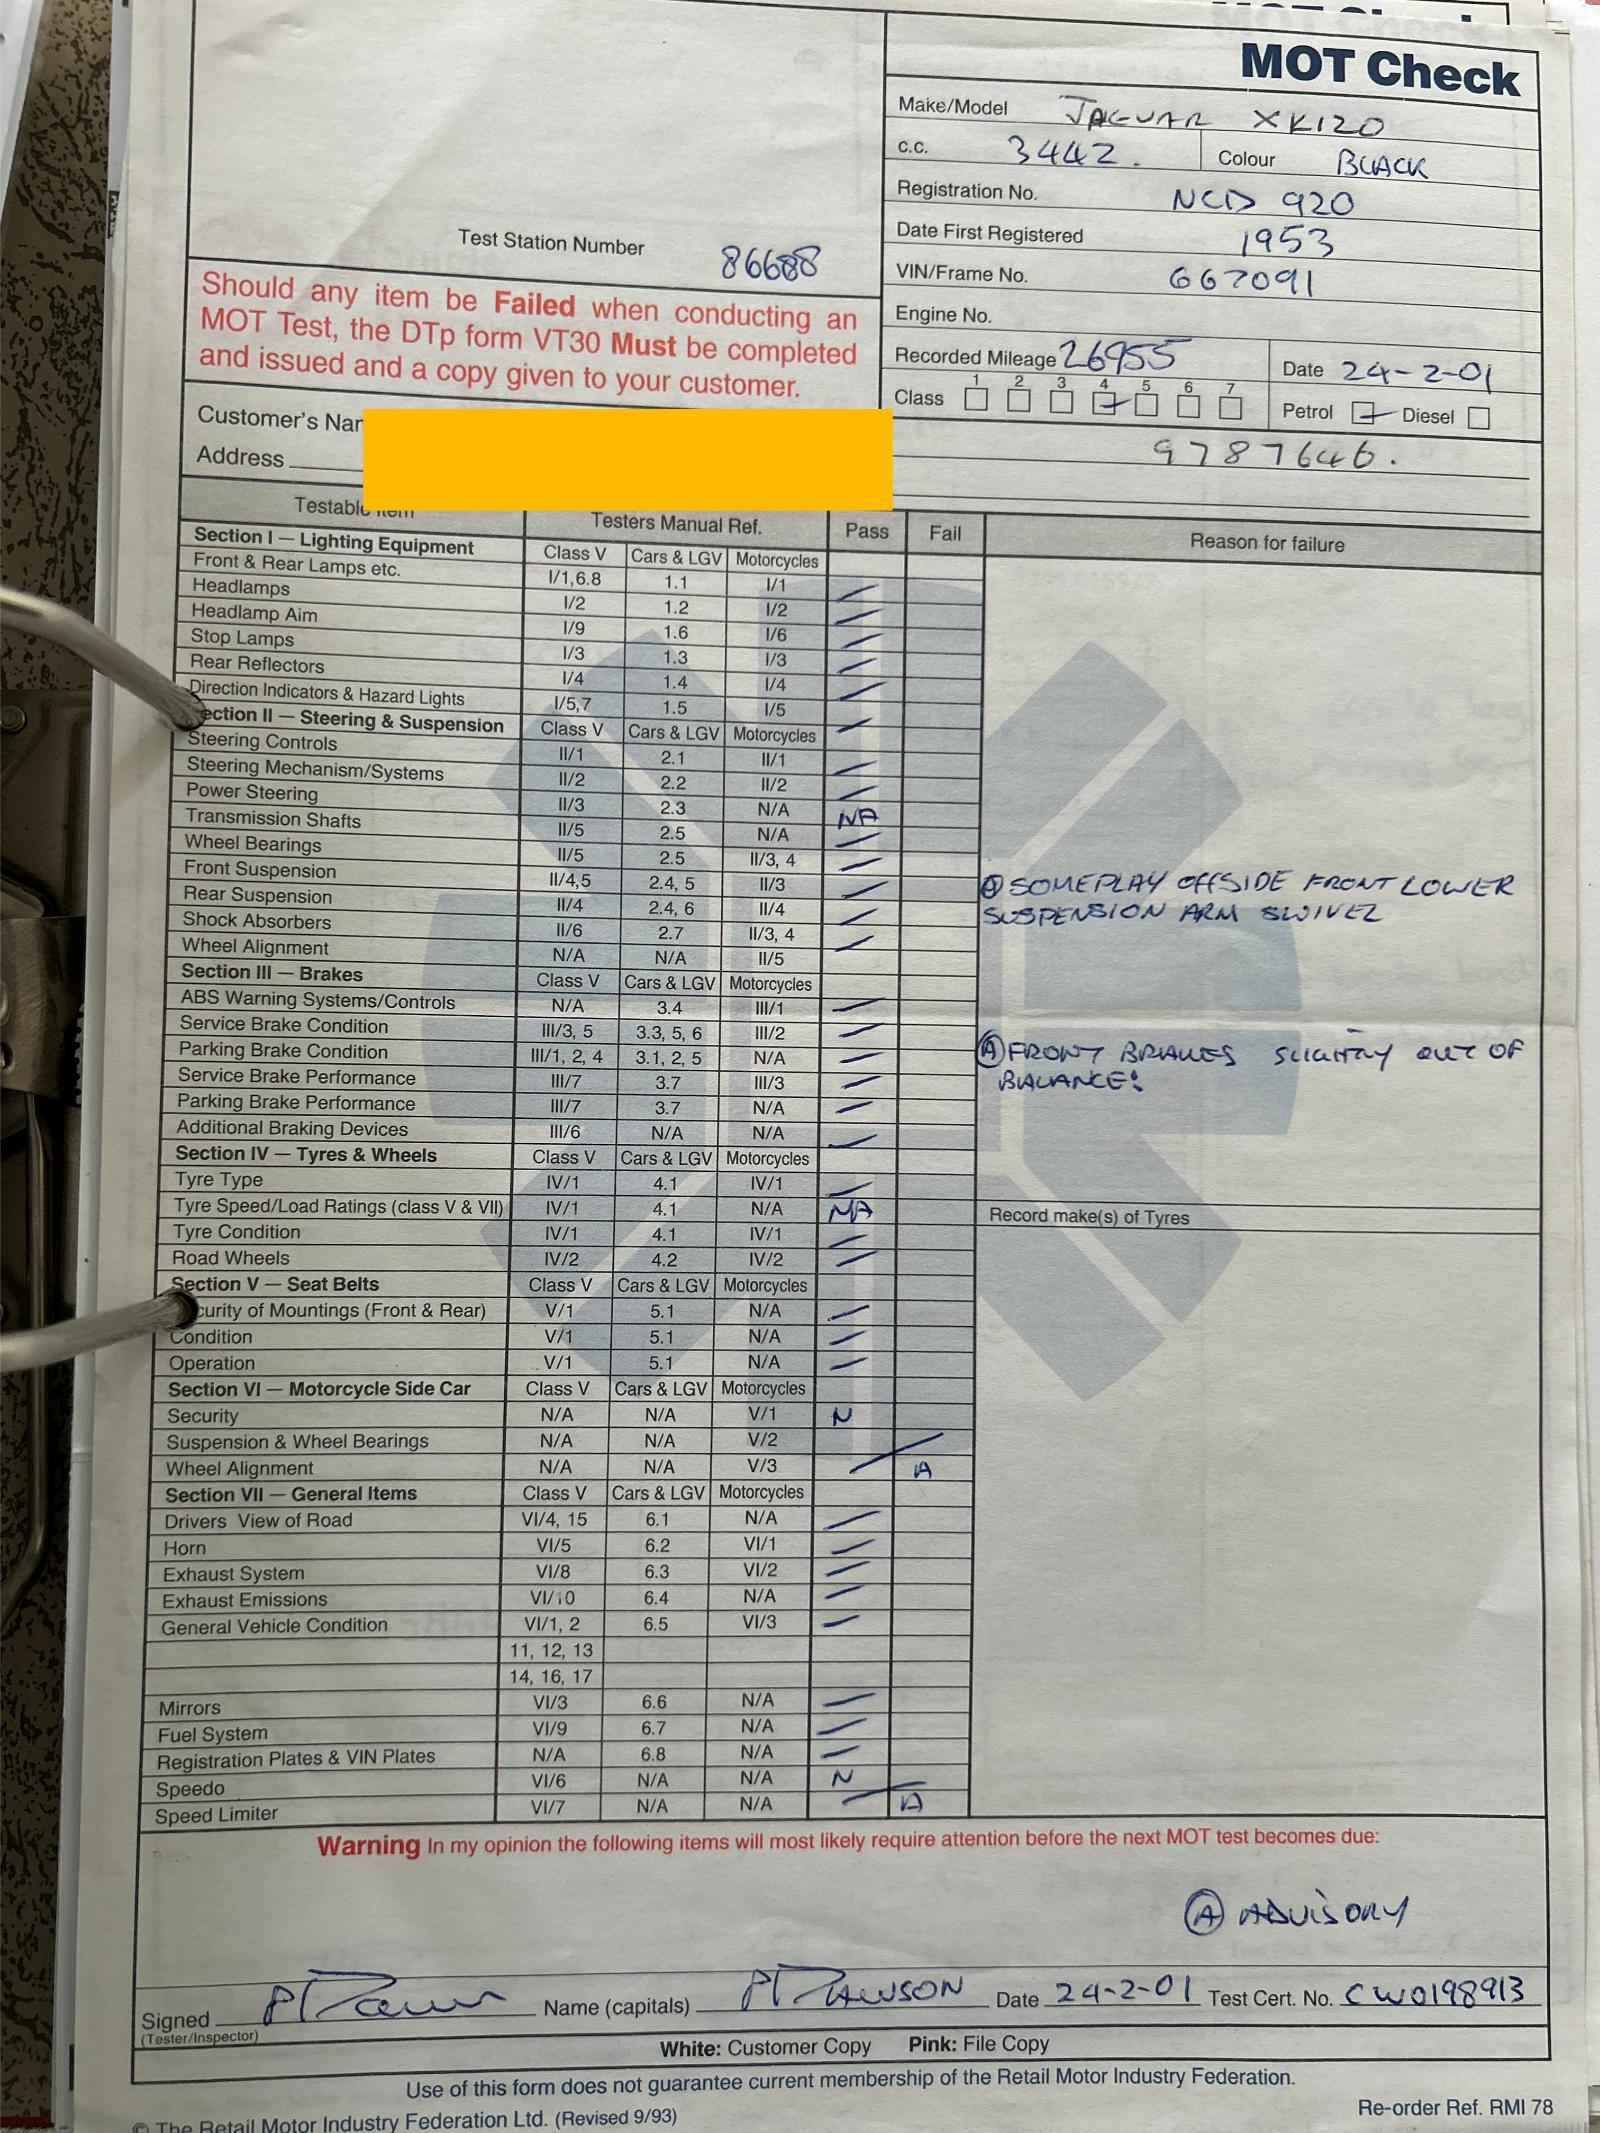 MOT Check
Make/Model JAGUAR XK120
c.c. 3442. Colour BLACK
Registration No. NCD 920
Date First Registered 1953
Test Station Number 86688
VIN/Frame No. 667091
Engine No.
Recorded Mileage 26955 Date 24-2-01
Class 1 2 3 4 5 6 7 Petrol Diesel
Should any item be Failed when conducting an
MOT Test, the DTp form VT30 Must be completed
and issued and a copy given to your customer.
Customer's Nar
Address
9787646.
Testable Item Testers Manual Ref. Pass Fail Reason for failure
Section I — Lighting Equipment Class V Cars & LGV Motorcycles
Front & Rear Lamps etc. I/1,6.8 1.1 I/1
Headlamps I/2 1.2 I/2
Headlamp Aim I/9 1.6 I/6
Stop Lamps I/3 1.3 I/3
Rear Reflectors I/4 1.4 I/4
Direction Indicators & Hazard Lights I/5,7 1.5 I/5
ection II — Steering & Suspension Class V Cars & LGV Motorcycles
Steering Controls II/1 2.1 II/1
Steering Mechanism/Systems II/2 2.2 II/2
Power Steering II/3 2.3 N/A NA
Transmission Shafts II/5 2.5 N/A
Wheel Bearings II/5 2.5 II/3, 4
Front Suspension II/4,5 2.4, 5 II/3 A SOMEPLAY OFFSIDE FRONT LOWER
Rear Suspension II/4 2.4, 6 II/4 SUSPENSION ARM SWIVEL
Shock Absorbers II/6 2.7 II/3, 4
Wheel Alignment N/A N/A II/5
Section III — Brakes Class V Cars & LGV Motorcycles
ABS Warning Systems/Controls N/A 3.4 III/1
Service Brake Condition III/3, 5 3.3, 5, 6 III/2
Parking Brake Condition III/1, 2, 4 3.1, 2, 5 N/A A FRONT BRAKES SLIGHTLY OUT OF
Service Brake Performance III/7 3.7 III/3 BALANCE!
Parking Brake Performance III/7 3.7 N/A
Additional Braking Devices III/6 N/A N/A
Section IV — Tyres & Wheels Class V Cars & LGV Motorcycles
Tyre Type IV/1 4.1 IV/1
Tyre Speed/Load Ratings (class V & VII) IV/1 4.1 N/A NA Record make(s) of Tyres
Tyre Condition IV/1 4.1 IV/1
Road Wheels IV/2 4.2 IV/2
Section V — Seat Belts Class V Cars & LGV Motorcycles
curity of Mountings (Front & Rear) V/1 5.1 N/A
Condition V/1 5.1 N/A
Operation V/1 5.1 N/A
Section VI — Motorcycle Side Car Class V Cars & LGV Motorcycles
Security N/A N/A V/1 N
Suspension & Wheel Bearings N/A N/A V/2
Wheel Alignment N/A N/A V/3 A
Section VII — General Items Class V Cars & LGV Motorcycles
Drivers View of Road VI/4, 15 6.1 N/A
Horn VI/5 6.2 VI/1
Exhaust System VI/8 6.3 VI/2
Exhaust Emissions VI/10 6.4 N/A
General Vehicle Condition VI/1, 2 6.5 VI/3
11, 12, 13
14, 16, 17
Mirrors VI/3 6.6 N/A
Fuel System VI/9 6.7 N/A
Registration Plates & VIN Plates N/A 6.8 N/A
Speedo VI/6 N/A N/A N
Speed Limiter VI/7 N/A N/A A
Warning In my opinion the following items will most likely require attention before the next MOT test becomes due:
A ADVISORY
Signed Name (capitals) P DAWSON Date 24-2-01 Test Cert. No. CW0198913
(Tester/Inspector)
White: Customer Copy Pink: File Copy
Use of this form does not guarantee current membership of the Retail Motor Industry Federation.
© The Retail Motor Industry Federation Ltd. (Revised 9/93) Re-order Ref. RMI 78